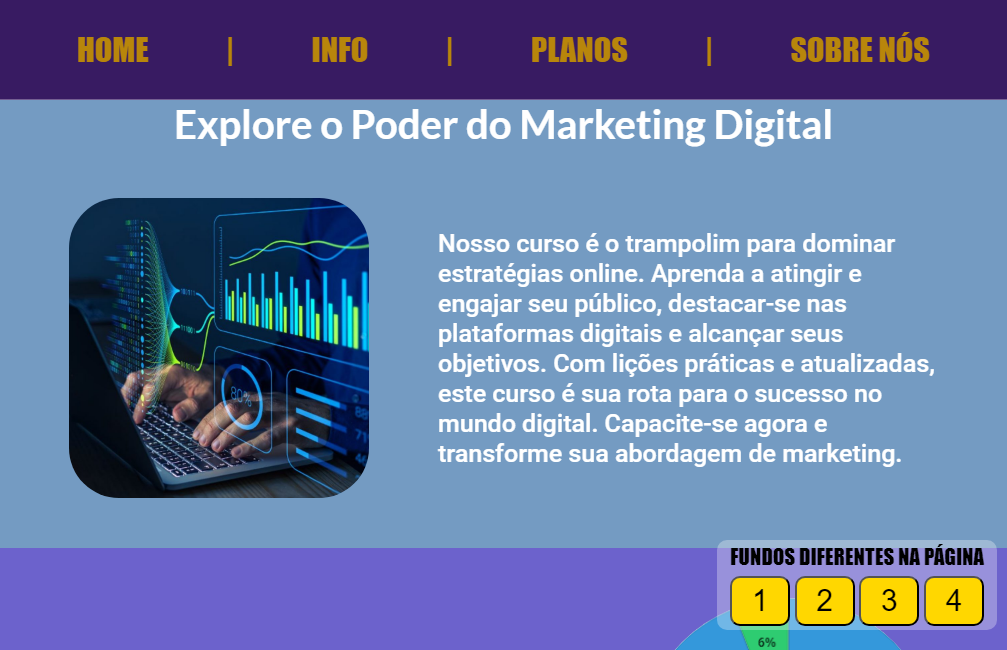 HOME | INFO | PLANOS | SOBRE NÓS
Explore o Poder do Marketing Digital
80%
Nosso curso é o trampolim para dominar
estratégias online. Aprenda a atingir e
engajar seu público, destacar-se nas
plataformas digitais e alcançar seus
objetivos. Com lições práticas e atualizadas,
este curso é sua rota para o sucesso no
mundo digital. Capacite-se agora e
transforme sua abordagem de marketing.
FUNDOS DIFERENTES NA PÁGINA
1 2 3 4
6%